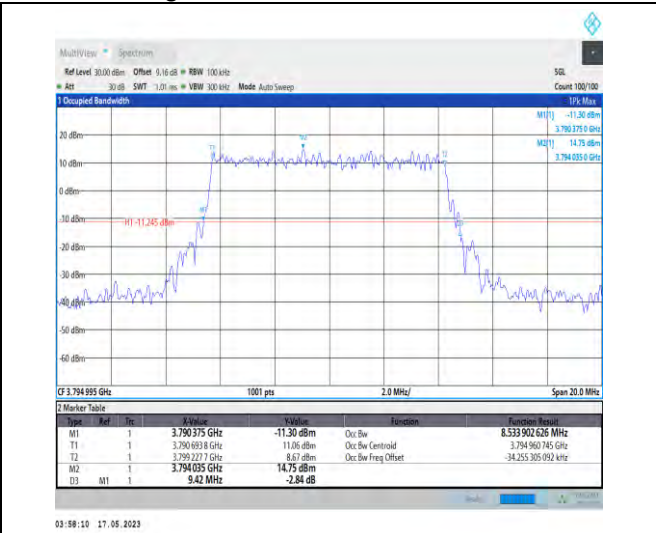 MultiView Spectrum
Ref Level 30.00 dBm Offset 9.16 dB RBW 100 kHz SGL
Att 30 dB SWT 1.01 ms VBW 300 kHz Mode Auto Sweep Count 100/100
1 Occupied Bandwidth 1Pk Max
M1[1] -11.30 dBm
3.790 375 0 GHz
M2[1] 14.75 dBm
3.794 035 0 GHz
20 dBm
T1 M2 T2
10 dBm
0 dBm
M1
-10 dBm
H1 -11.245 dBm
D3
-20 dBm
-30 dBm
-40 dBm
-50 dBm
-60 dBm
CF 3.794 995 GHz 1001 pts 2.0 MHz/ Span 20.0 MHz
2 Marker Table
Type Ref Trc X-Value Y-Value Function Function Result
M1 1 3.790 375 GHz -11.30 dBm Occ Bw 8.533 902 626 MHz
T1 1 3.790 693 8 GHz 11.06 dBm Occ Bw Centroid 3.794 960 745 GHz
T2 1 3.799 227 7 GHz 8.67 dBm Occ Bw Freq Offset -34.255 305 092 kHz
M2 1 3.794 035 GHz 14.75 dBm
D3 M1 1 9.42 MHz -2.84 dB
03:58:10 17.05.2023